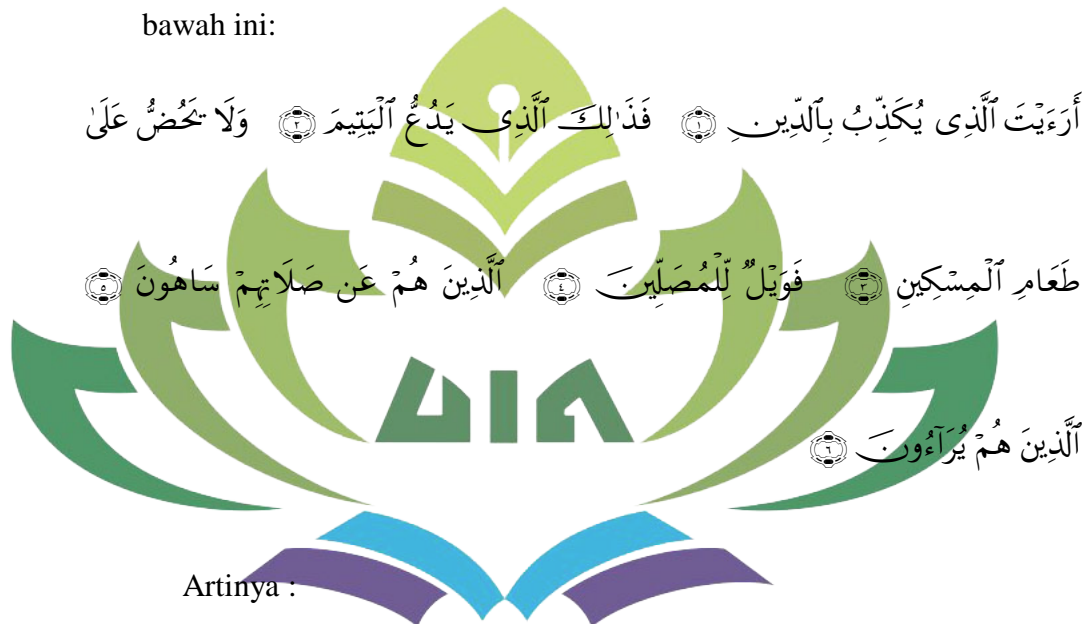 bawah ini:
أَرَءَيْتَ ٱلَّذِى يُكَذِّبُ بِٱلدِّينِ ۝١ فَذَٰلِكَ ٱلَّذِى يَدُعُّ ٱلْيَتِيمَ ۝٢ وَلَا يَحُضُّ عَلَىٰ
طَعَامِ ٱلْمِسْكِينِ ۝٣ فَوَيْلٌ لِّلْمُصَلِّينَ ۝٤ ٱلَّذِينَ هُمْ عَن صَلَاتِهِمْ سَاهُونَ ۝٥
UIN
ٱلَّذِينَ هُمْ يُرَآءُونَ ۝٦
Artinya :